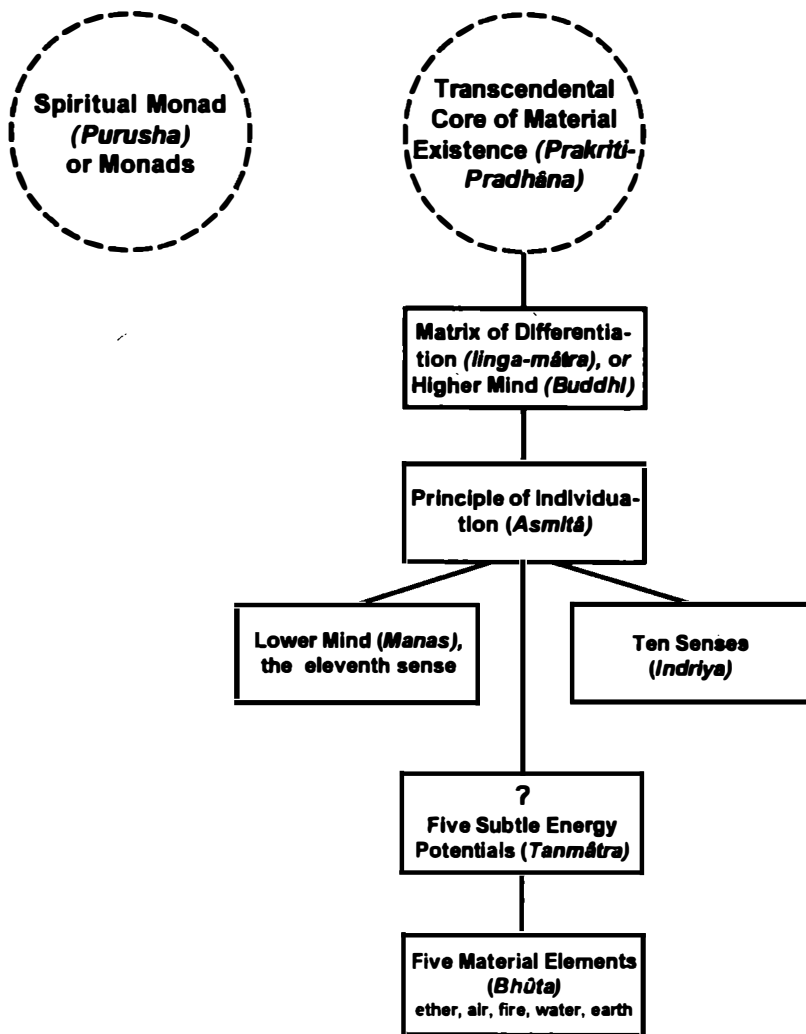 Spiritual Monad
(Purusha)
or Monads
Transcendental
Core of Material
Existence (Prakriti-
Pradhâna)
Matrix of Differentia-
tion (linga-mâtra), or
Higher Mind (Buddhi)
Principle of Individua-
tion (Asmitâ)
Lower Mind (Manas),
the eleventh sense
Ten Senses
(Indriya)
?
Five Subtle Energy
Potentials (Tanmâtra)
Five Material Elements
(Bhûta)
ether, air, fire, water, earth